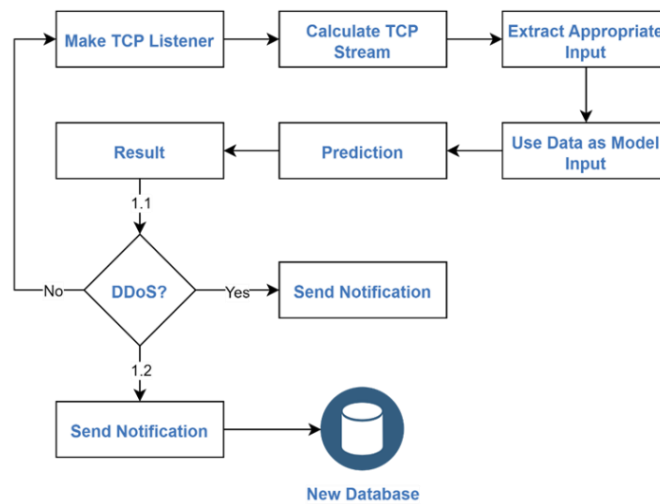 Make TCP Listener
Calculate TCP
Stream
Extract Appropriate
Input
Result
Prediction
Use Data as Model
Input
1.1
No
DDoS?
Yes
Send Notification
1.2
Send Notification
New Database